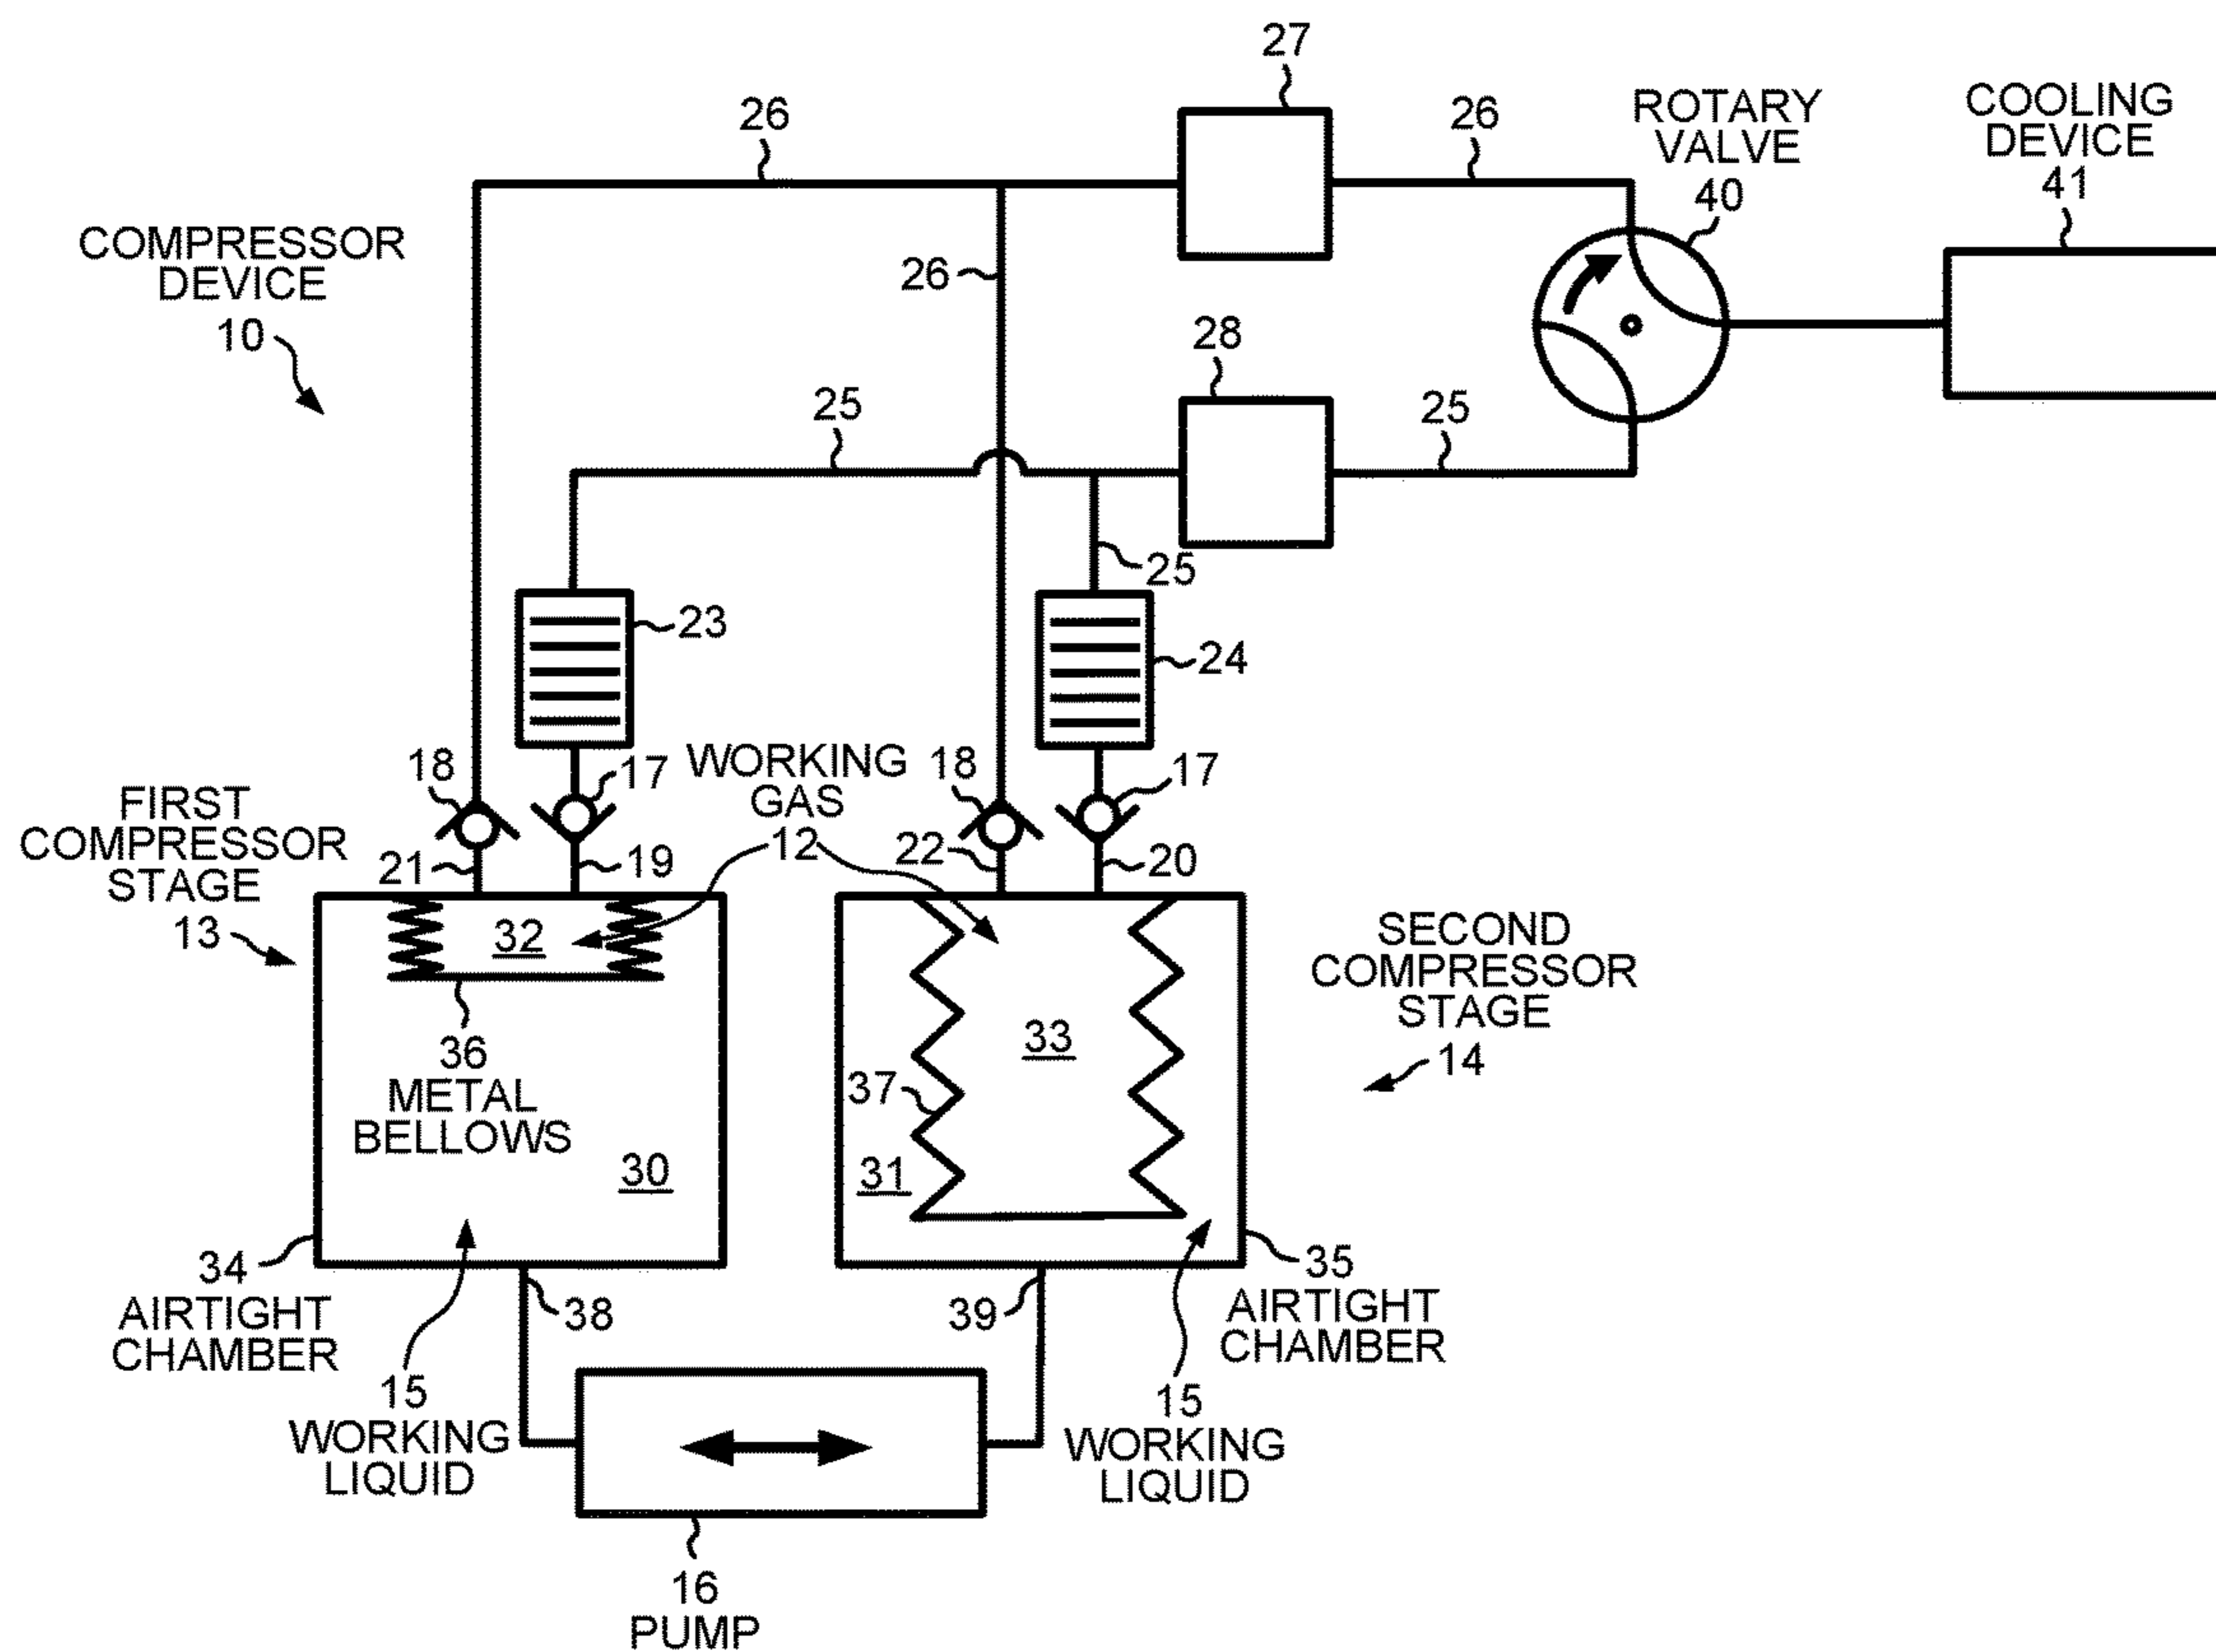 27
26
26
ROTARY
VALVE
40
COOLING
DEVICE
41
COMPRESSOR
DEVICE
10
26
28
25
25
25
23
24
18
17
WORKING
GAS
12
18
17
FIRST
COMPRESSOR
STAGE
13
21
19
22
20
32
33
SECOND
COMPRESSOR
STAGE
14
36
METAL
BELLOWS
37
30
31
34
AIRTIGHT
CHAMBER
38
39
35
AIRTIGHT
CHAMBER
15
WORKING
LIQUID
15
WORKING
LIQUID
16
PUMP